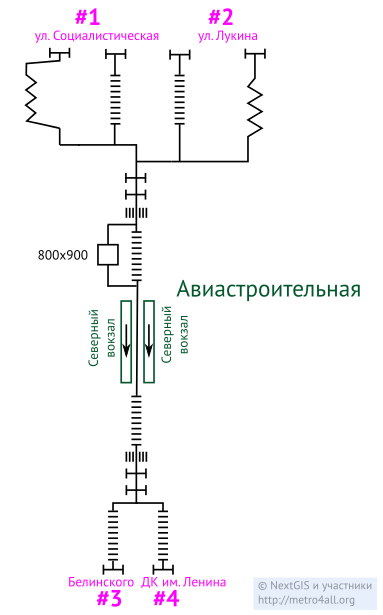 #1
ул. Социалистическая
#2
ул. Лукина
800x900
Авиастроительная
Северный
вокзал
Северный
вокзал
Белинского
#3
ДК им. Ленина
#4
© NextGIS и участники
http://metro4all.org